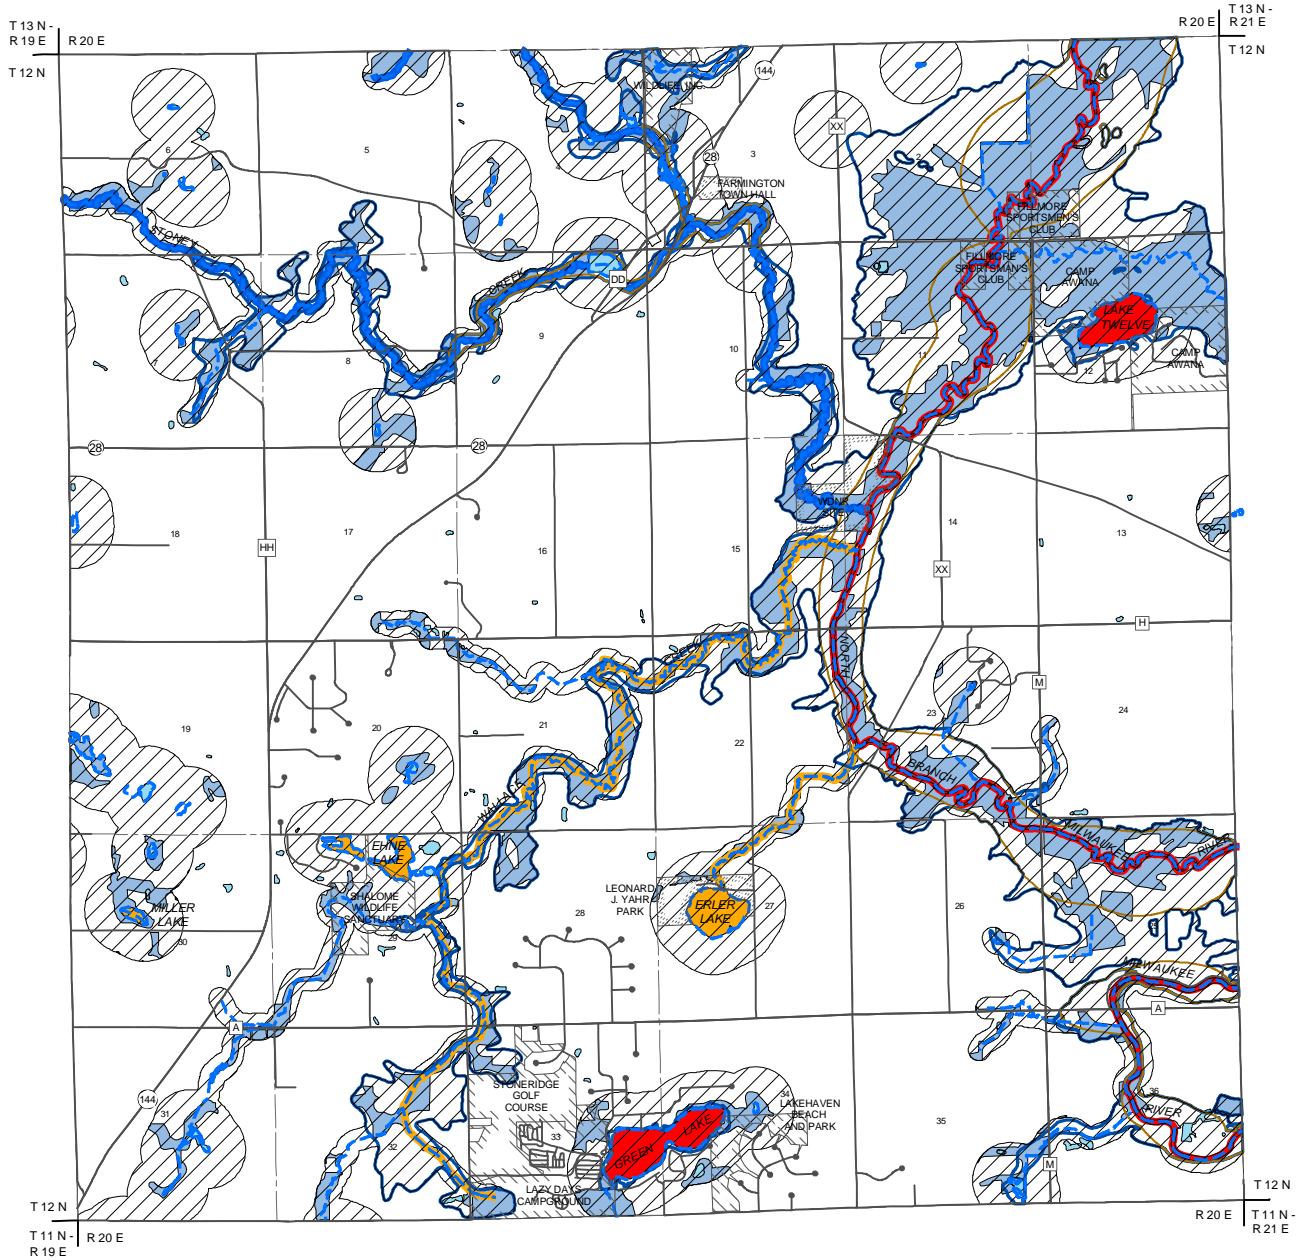 T 13 N -
R 19 E
R 20 E
T 12 N
R 20 E
T 13 N -
R 21 E
T 12 N
144
WILDLIFE, INC.
XX
28
3
2
6
5
4
FARMINGTON
TOWN HALL
FILLMORE
SPORTSMEN'S
CLUB
STONEY
CREEK
DD
FILLMORE
SPORTSMAN'S
CLUB
CAMP
AWANA
LAKE
TWELVE
7
8
9
10
11
12
CAMP
AWANA
28
28
WDNR
18
17
16
15
14
13
HH
XX
H
CREEK
NORTH
M
19
20
21
22
23
24
BRANCH
WALLACE
MILWAUKEE
RIVER
EHNE
LAKE
MILLER
LAKE
SHALOME
WILDLIFE
SANCTUARY
LEONARD
J. YAHR
PARK
ERLER
LAKE
30
29
28
27
26
25
MILWAUKEE
A
A
144
STONERIDGE
GOLF
COURSE
LAKEHAVEN
BEACH
AND PARK
RIVER
31
32
33
34
35
36
GREEN
LAKE
M
LAZY DAYS
CAMPGROUND
T 12 N
T 11 N -
R 19 E
R 20 E
T 12 N
R 20 E
T 11 N -
R 21 E